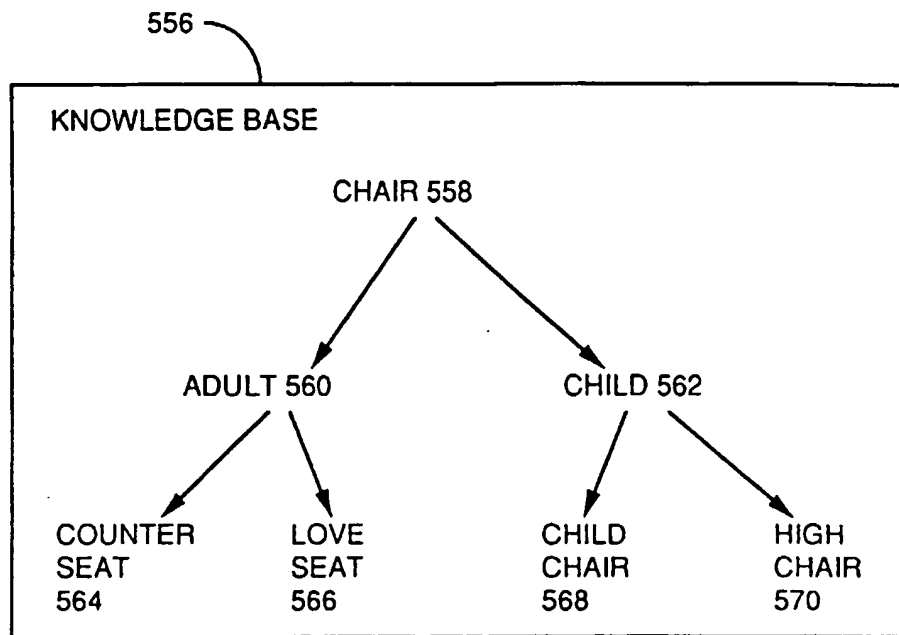 556
KNOWLEDGE BASE
CHAIR 558
ADULT 560
CHILD 562
COUNTER
SEAT
564
LOVE
SEAT
566
CHILD
CHAIR
568
HIGH
CHAIR
570